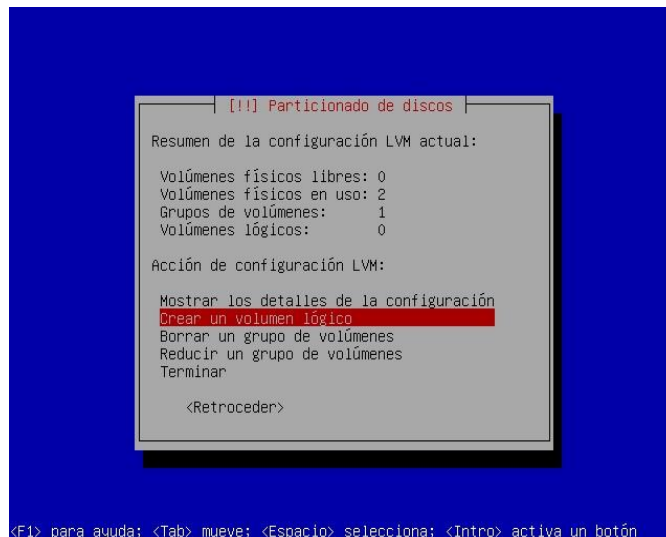 [!!] Particionado de discos
Resumen de la configuración LVM actual:
Volúmenes físicos libres: 0
Volúmenes físicos en uso: 2
Grupos de volúmenes: 1
Volúmenes lógicos: 0
Acción de configuración LVM:
Mostrar los detalles de la configuración
Crear un volumen lógico
Borrar un grupo de volúmenes
Reducir un grupo de volúmenes
Terminar
<Retroceder>
<F1> para ayuda; <Tab> mueve; <Espacio> selecciona; <Intro> activa un botón